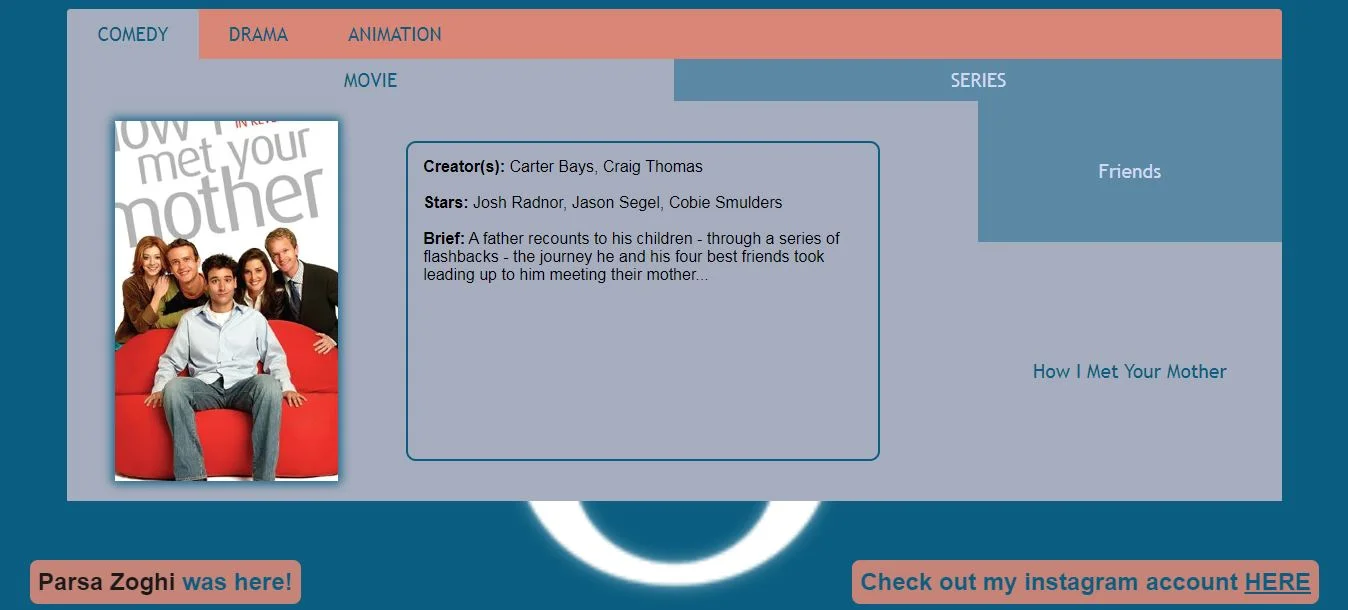 COMEDY DRAMA ANIMATION
MOVIE SERIES
met your
mother
Creator(s): Carter Bays, Craig Thomas
Stars: Josh Radnor, Jason Segel, Cobie Smulders
Brief: A father recounts to his children - through a series of
flashbacks - the journey he and his four best friends took
leading up to him meeting their mother...
Friends
How I Met Your Mother
Parsa Zoghi was here!
Check out my instagram account HERE